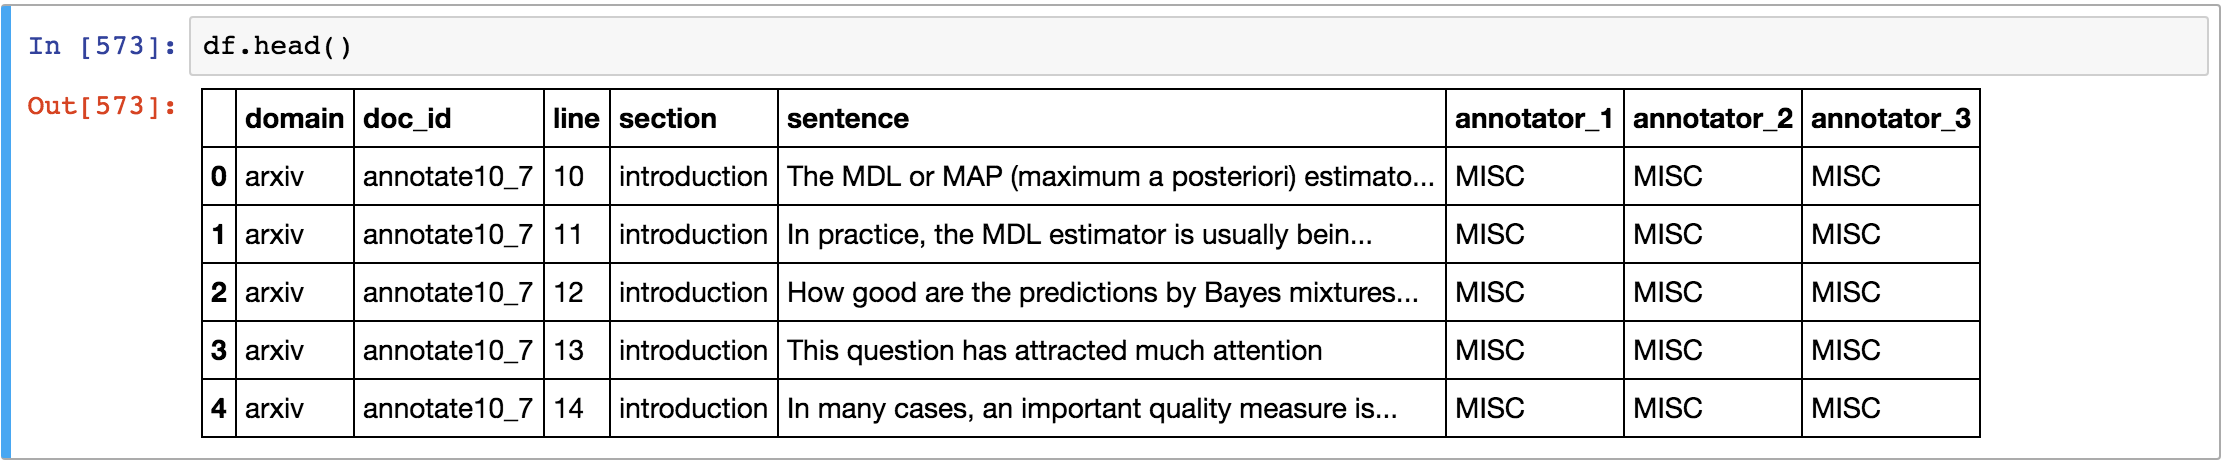 In [573]: df.head()
Out[573]:
domain doc_id line section sentence annotator_1 annotator_2 annotator_3
0 arxiv annotate10_7 10 introduction The MDL or MAP (maximum a posteriori) estimato... MISC MISC MISC
1 arxiv annotate10_7 11 introduction In practice, the MDL estimator is usually bein... MISC MISC MISC
2 arxiv annotate10_7 12 introduction How good are the predictions by Bayes mixtures... MISC MISC MISC
3 arxiv annotate10_7 13 introduction This question has attracted much attention MISC MISC MISC
4 arxiv annotate10_7 14 introduction In many cases, an important quality measure is... MISC MISC MISC